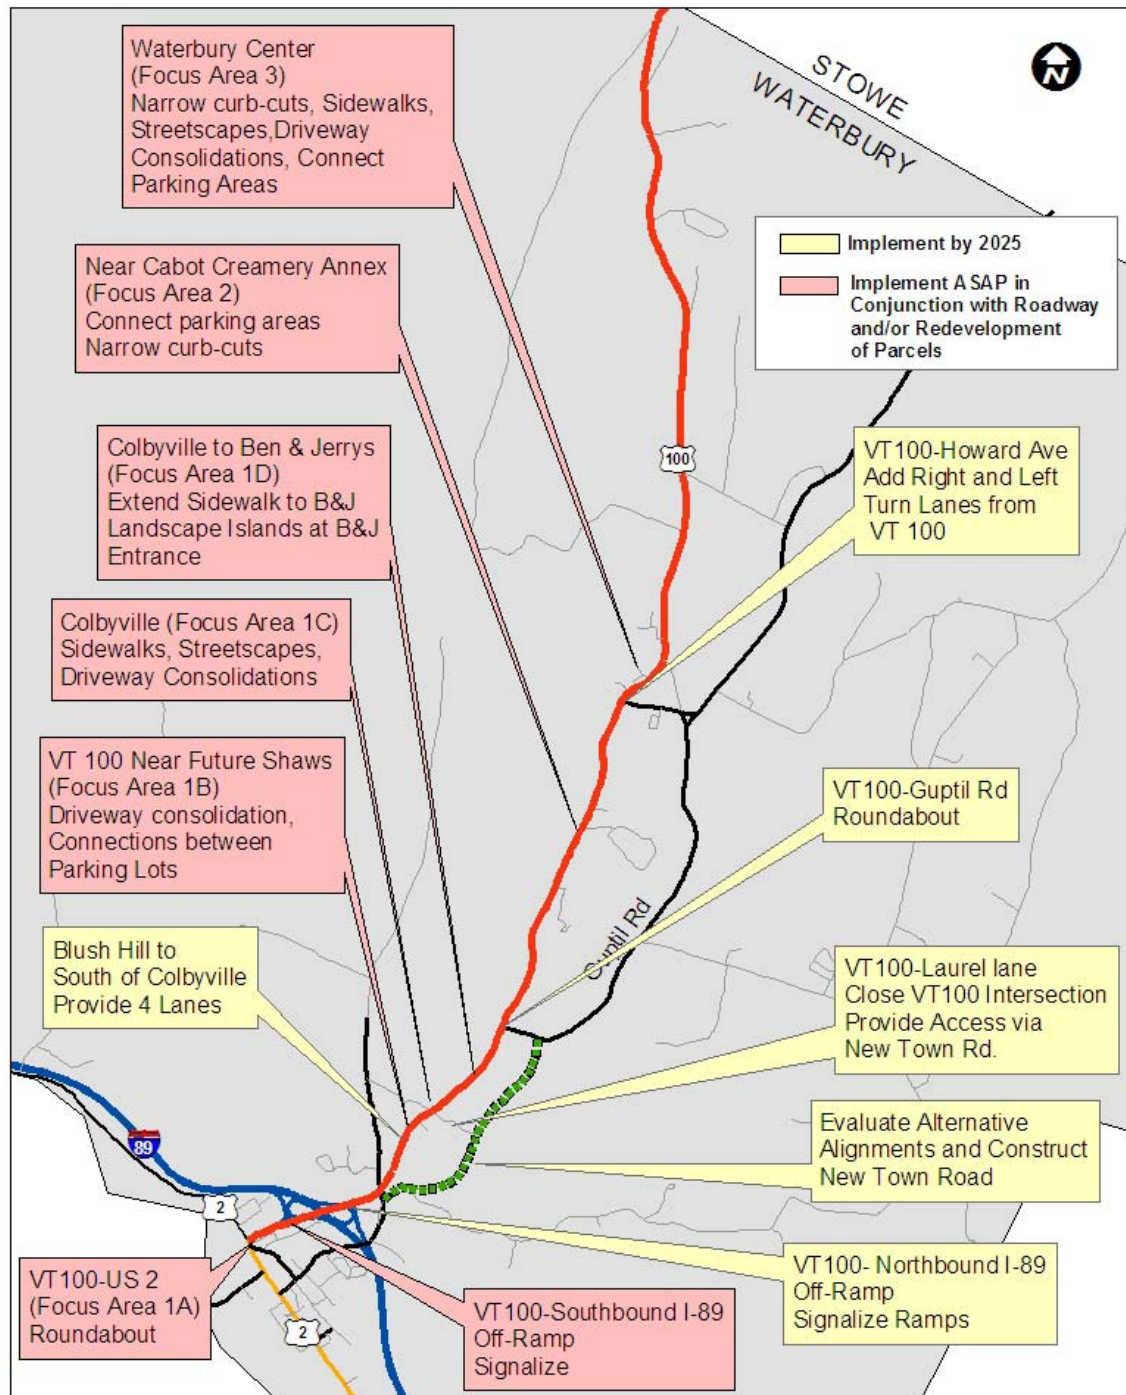 Waterbury Center
(Focus Area 3)
Narrow curb-cuts, Sidewalks,
Streetscapes,Driveway
Consolidations, Connect
Parking Areas
N
STOWE
WATERBURY
Implement by 2025
Implement ASAP in
Conjunction with Roadway
and/or Redevelopment
of Parcels
Near Cabot Creamery Annex
(Focus Area 2)
Connect parking areas
Narrow curb-cuts
Colbyville to Ben & Jerrys
(Focus Area 1D)
Extend Sidewalk to B&J
Landscape Islands at B&J
Entrance
100
VT100-Howard Ave
Add Right and Left
Turn Lanes from
VT 100
Colbyville (Focus Area 1C)
Sidewalks, Streetscapes,
Driveway Consolidations
VT 100 Near Future Shaws
(Focus Area 1B)
Driveway consolidation,
Connections between
Parking Lots
VT100-Guptil Rd
Roundabout
Guptil Rd
Blush Hill to
South of Colbyville
Provide 4 Lanes
VT100-Laurel lane
Close VT100 Intersection
Provide Access via
New Town Rd.
Evaluate Alternative
Alignments and Construct
New Town Road
89
2
VT100-US 2
(Focus Area 1A)
Roundabout
2
VT100-Southbound I-89
Off-Ramp
Signalize
VT100- Northbound I-89
Off-Ramp
Signalize Ramps